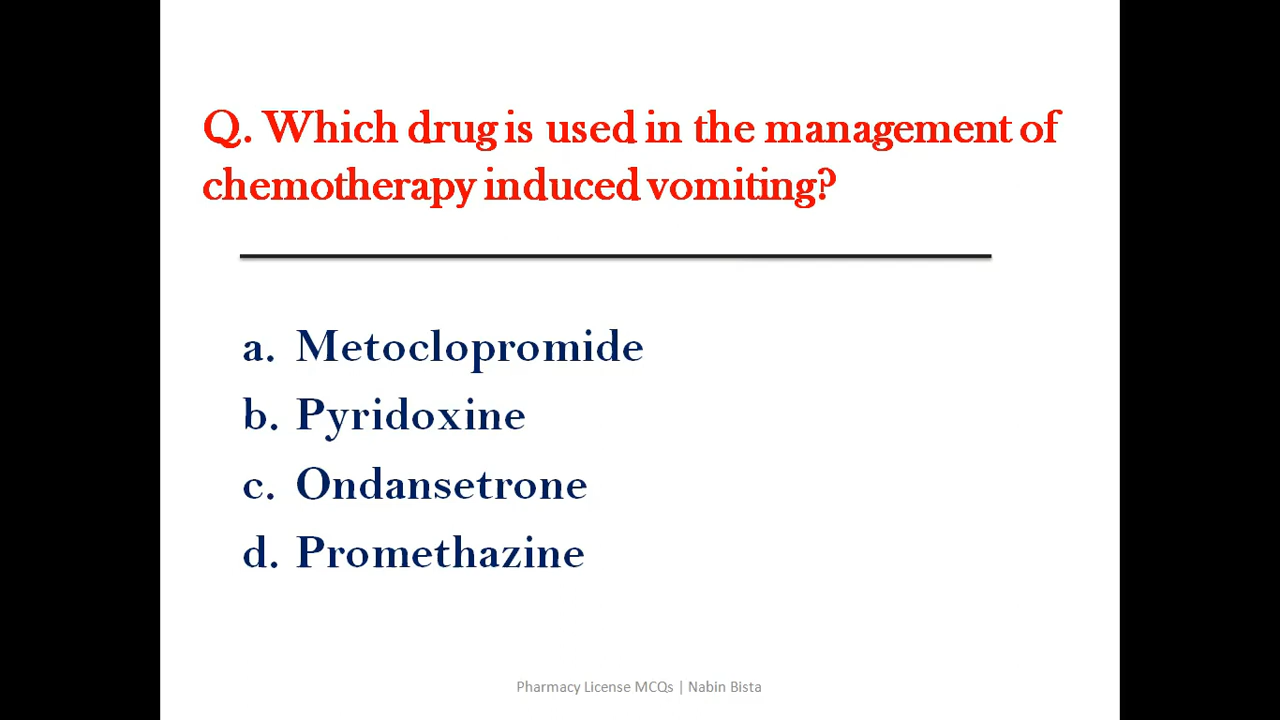 Q. Which drug is used in the management of
chemotherapy induced vomiting?
a. Metoclopromide
b. Pyridoxine
c. Ondansetrone
d. Promethazine
Pharmacy License MCQs | Nabin Bista